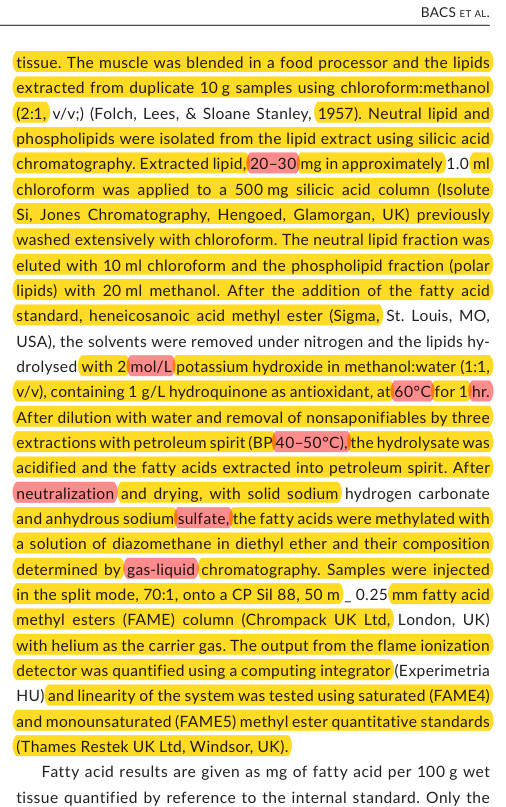 BACS ET AL.
tissue. The muscle was blended in a food processor and the lipids
extracted from duplicate 10 g samples using chloroform:methanol
(2:1, v/v;) (Folch, Lees, & Sloane Stanley, 1957). Neutral lipid and
phospholipids were isolated from the lipid extract using silicic acid
chromatography. Extracted lipid, 20–30 mg in approximately 1.0 ml
chloroform was applied to a 500 mg silicic acid column (Isolute
Si, Jones Chromatography, Hengoed, Glamorgan, UK) previously
washed extensively with chloroform. The neutral lipid fraction was
eluted with 10 ml chloroform and the phospholipid fraction (polar
lipids) with 20 ml methanol. After the addition of the fatty acid
standard, heneicosanoic acid methyl ester (Sigma, St. Louis, MO,
USA), the solvents were removed under nitrogen and the lipids hy-
drolysed with 2 mol/L potassium hydroxide in methanol:water (1:1,
v/v), containing 1 g/L hydroquinone as antioxidant, at 60°C for 1 hr.
After dilution with water and removal of nonsaponifiables by three
extractions with petroleum spirit (BP 40–50°C), the hydrolysate was
acidified and the fatty acids extracted into petroleum spirit. After
neutralization and drying, with solid sodium hydrogen carbonate
and anhydrous sodium sulfate, the fatty acids were methylated with
a solution of diazomethane in diethyl ether and their composition
determined by gas-liquid chromatography. Samples were injected
in the split mode, 70:1, onto a CP Sil 88, 50 m _ 0.25 mm fatty acid
methyl esters (FAME) column (Chrompack UK Ltd, London, UK)
with helium as the carrier gas. The output from the flame ionization
detector was quantified using a computing integrator (Experimetria
HU) and linearity of the system was tested using saturated (FAME4)
and monounsaturated (FAME5) methyl ester quantitative standards
(Thames Restek UK Ltd, Windsor, UK).
Fatty acid results are given as mg of fatty acid per 100 g wet
tissue quantified by reference to the internal standard. Only the